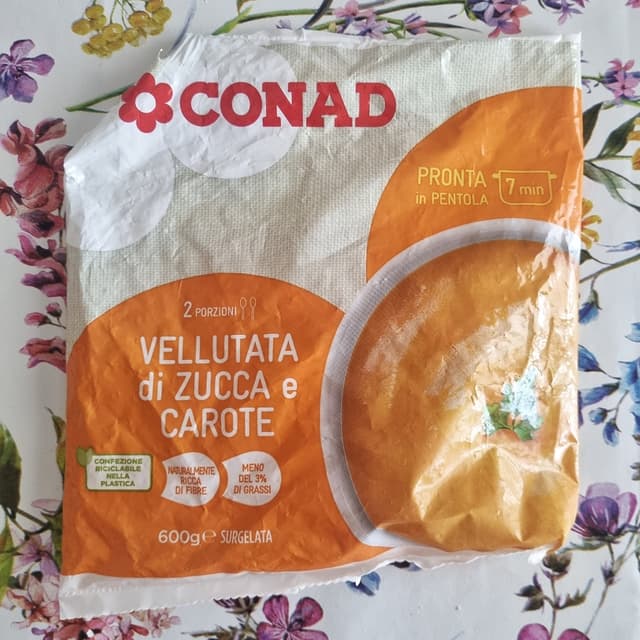 CONAD
PRONTA
in PENTOLA
7 min
2 PORZIONI
VELLUTATA
di ZUCCA e
CAROTE
CONFEZIONE
RICICLABILE
NELLA
PLASTICA
NATURALMENTE
RICCA
DI FIBRE
MENO
DEL 3%
DI GRASSI
600g e SURGELATA